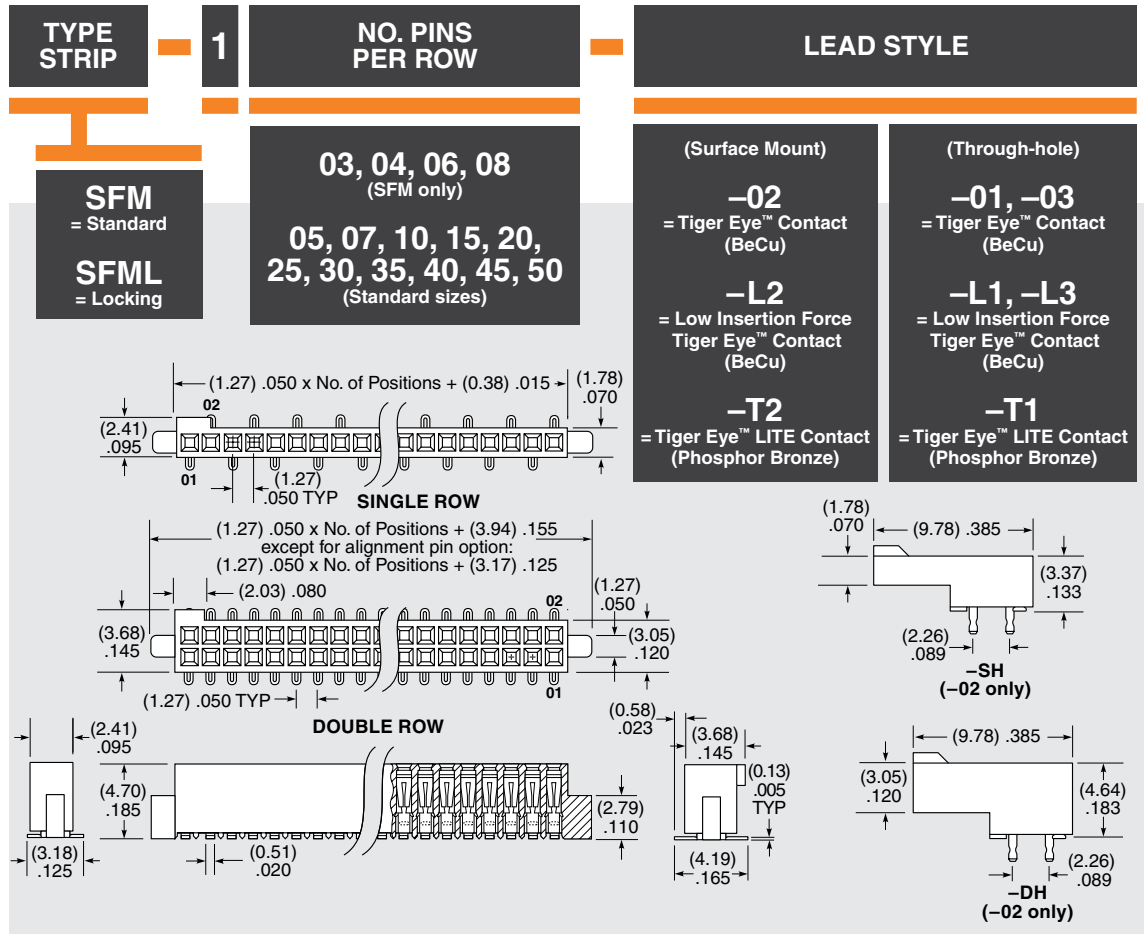 TYPE
STRIP
1
NO. PINS
PER ROW
LEAD STYLE
SFM
= Standard
SFML
= Locking
03, 04, 06, 08
(SFM only)
05, 07, 10, 15, 20,
25, 30, 35, 40, 45, 50
(Standard sizes)
(Surface Mount)
–02
= Tiger Eye™ Contact
(BeCu)
–L2
= Low Insertion Force
Tiger Eye™ Contact
(BeCu)
–T2
= Tiger Eye™ LITE Contact
(Phosphor Bronze)
(Through-hole)
–01, –03
= Tiger Eye™ Contact
(BeCu)
–L1, –L3
= Low Insertion Force
Tiger Eye™ Contact
(BeCu)
–T1
= Tiger Eye™ LITE Contact
(Phosphor Bronze)
(1.27) .050 x No. of Positions + (0.38) .015
(1.78)
.070
02
(2.41)
.095
01
(1.27)
.050 TYP
SINGLE ROW
(1.27) .050 x No. of Positions + (3.94) .155
except for alignment pin option:
(1.27) .050 x No. of Positions + (3.17) .125
(2.03) .080
(1.27)
.050
02
(3.68)
.145
(3.05)
.120
(1.27) .050 TYP
01
DOUBLE ROW
(1.78)
.070
(9.78) .385
(3.37)
.133
(2.26)
.089
–SH
(–02 only)
(2.41)
.095
(4.70)
.185
(2.79)
.110
(3.18)
.125
(0.51)
.020
(0.58)
.023
(3.68)
.145
(0.13)
.005
TYP
(4.19)
.165
(9.78) .385
(3.05)
.120
(4.64)
.183
(2.26)
.089
–DH
(–02 only)